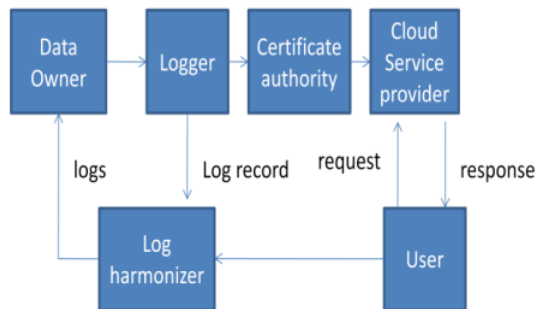 Data
Owner
Logger
Certificate
authority
Cloud
Service
provider
logs
Log record
request
response
Log
harmonizer
User